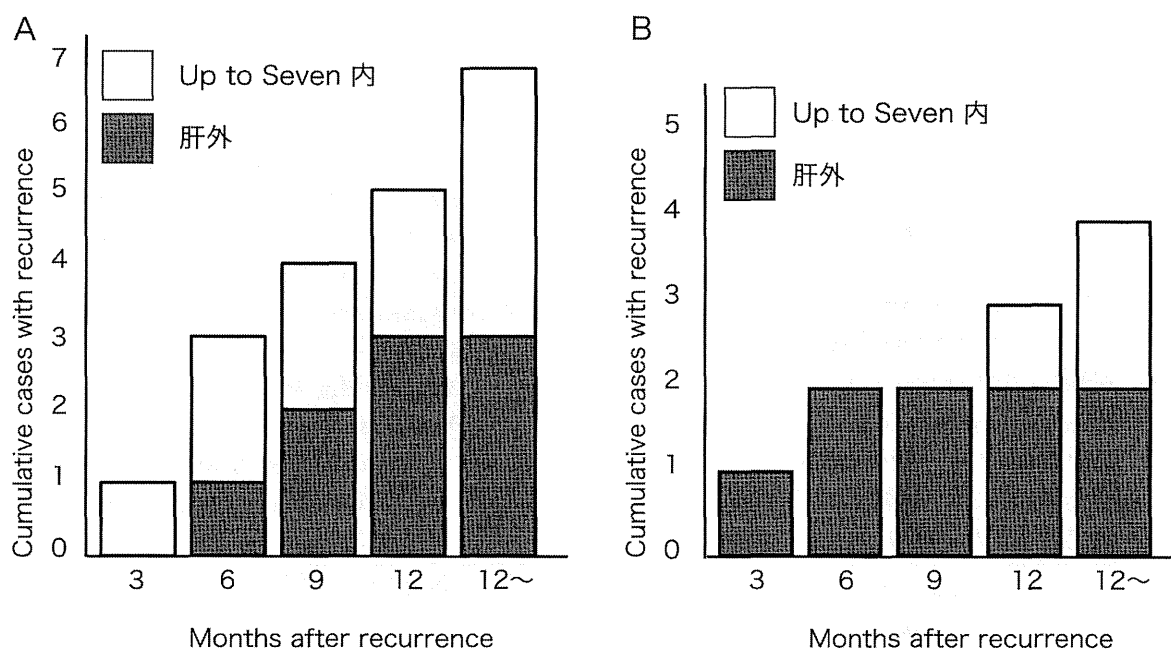 A
Cumulative cases with recurrence
7
6
5
4
3
2
1
0
Up to Seven 内
肝外
3 6 9 12 12〜
Months after recurrence
B
Cumulative cases with recurrence
5
4
3
2
1
0
Up to Seven 内
肝外
3 6 9 12 12〜
Months after recurrence